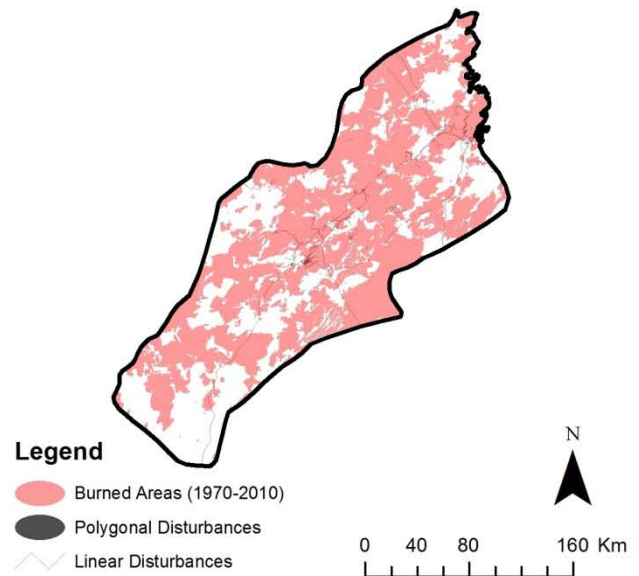 N
Legend
Burned Areas (1970-2010)
Polygonal Disturbances
Linear Disturbances
0 40 80 160 Km